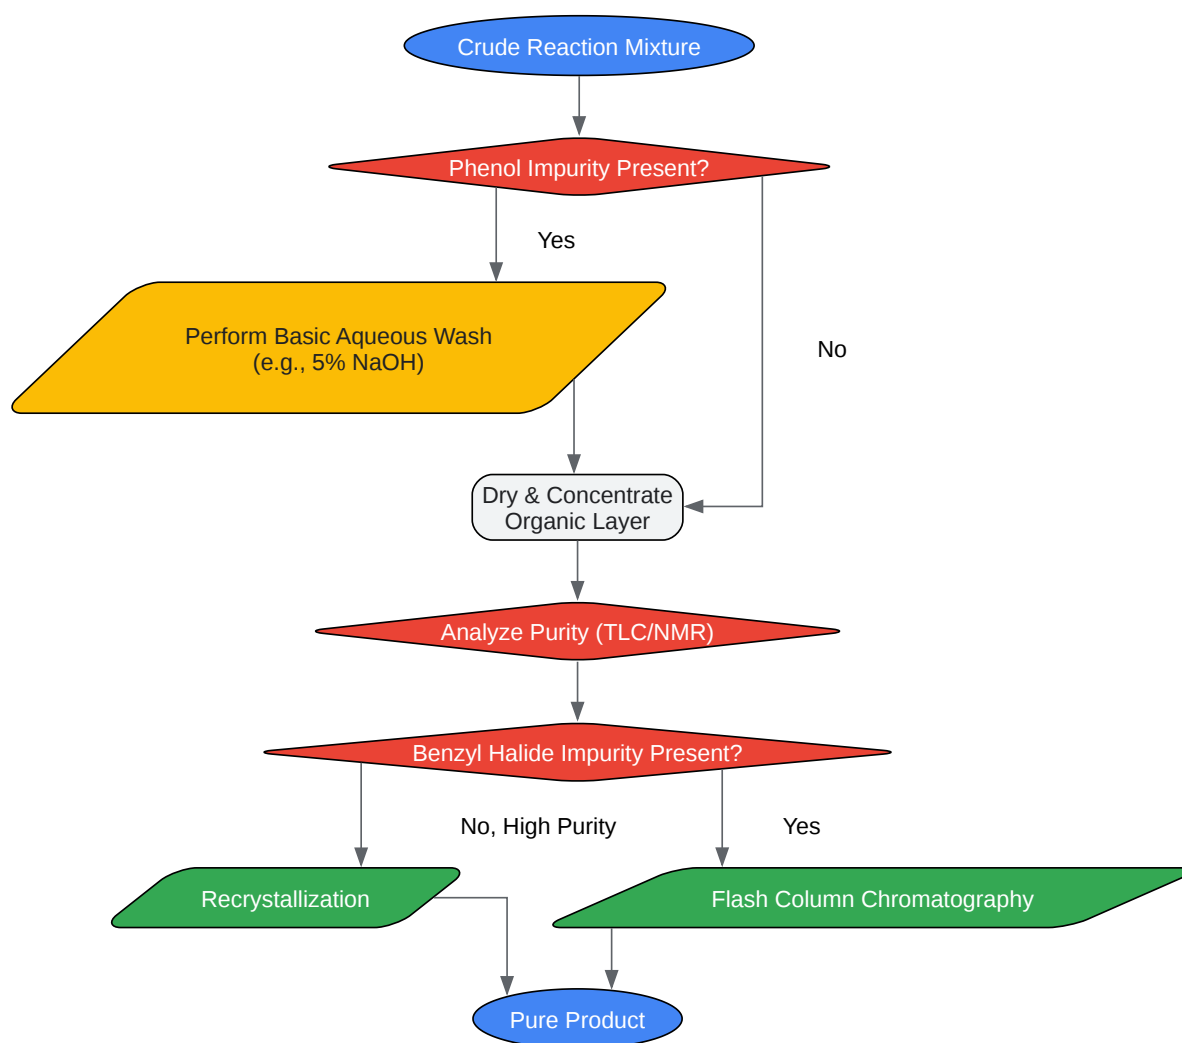 Crude Reaction Mixture
Phenol Impurity Present?
Yes
Perform Basic Aqueous Wash
(e.g., 5% NaOH)
No
Dry & Concentrate
Organic Layer
Analyze Purity (TLC/NMR)
Benzyl Halide Impurity Present?
No, High Purity
Yes
Recrystallization
Flash Column Chromatography
Pure Product